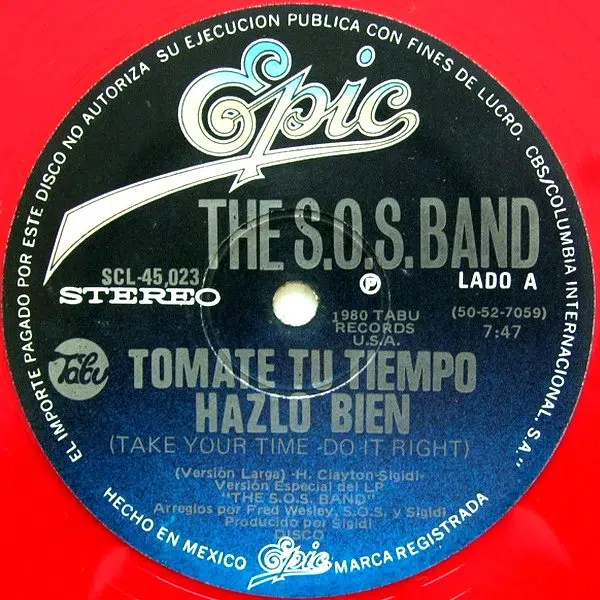 EL IMPORTE PAGADO POR ESTE DISCO NO AUTORIZA SU EJECUCION PUBLICA CON FINES DE LUCRO. CBS/COLUMBIA INTERNACIONAL, S.A."
Epic
THE S.O.S. BAND
SCL-45,023
STEREO
LADO A
P
1980 TABU
RECORDS
U.S.A.
(50-52-7059)
7:47
Tabu
TOMATE TU TIEMPO
HAZLO BIEN
(TAKE YOUR TIME -DO IT RIGHT)
(Versión Larga) -H. Clayton-Sigidi-
Versión Especial del LP
"THE S.O.S. BAND"
Arreglos por Fred Wesley, S.O.S. y Sigidi
Producido por Sigidi
DISCO
HECHO EN MEXICO
Epic
MARCA REGISTRADA